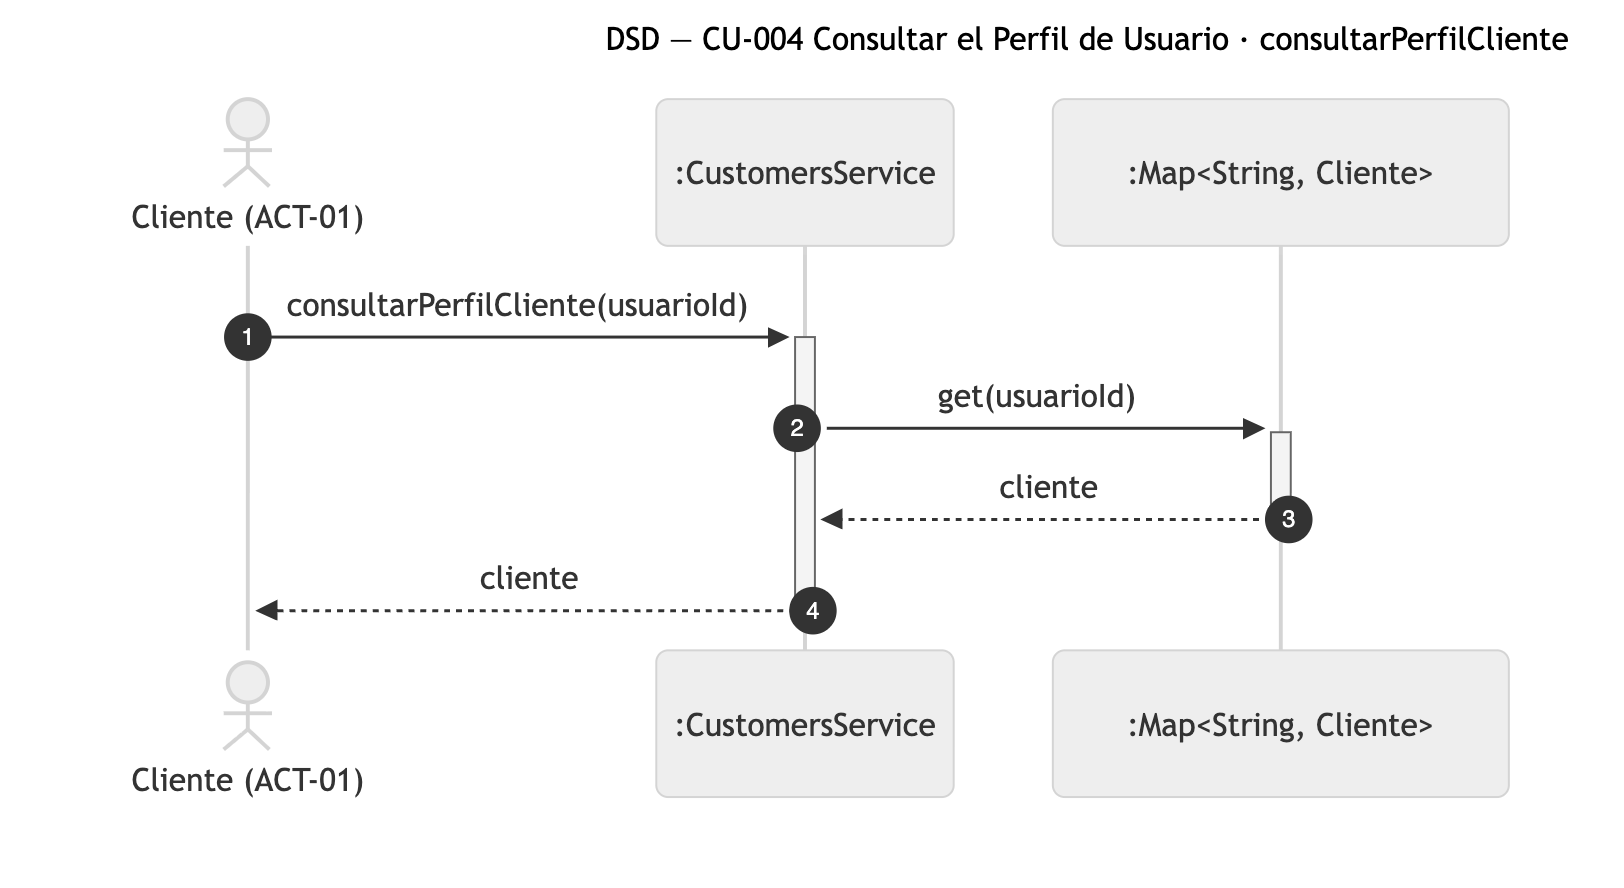 DSD — CU-004 Consultar el Perfil de Usuario · consultarPerfilCliente
Cliente (ACT-01)
:CustomersService
:Map<String, Cliente>
consultarPerfilCliente(usuarioId)
1
get(usuarioId)
2
cliente
3
cliente
4
Cliente (ACT-01)
:CustomersService
:Map<String, Cliente>